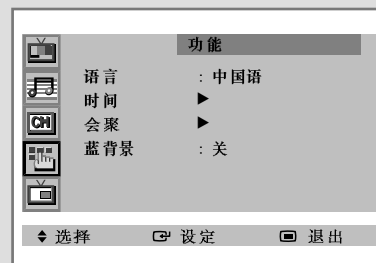 功能
语言 : 中国语
时间 ▶
CH 会聚 ▶
蓝背景 : 关
选择 设定 退出